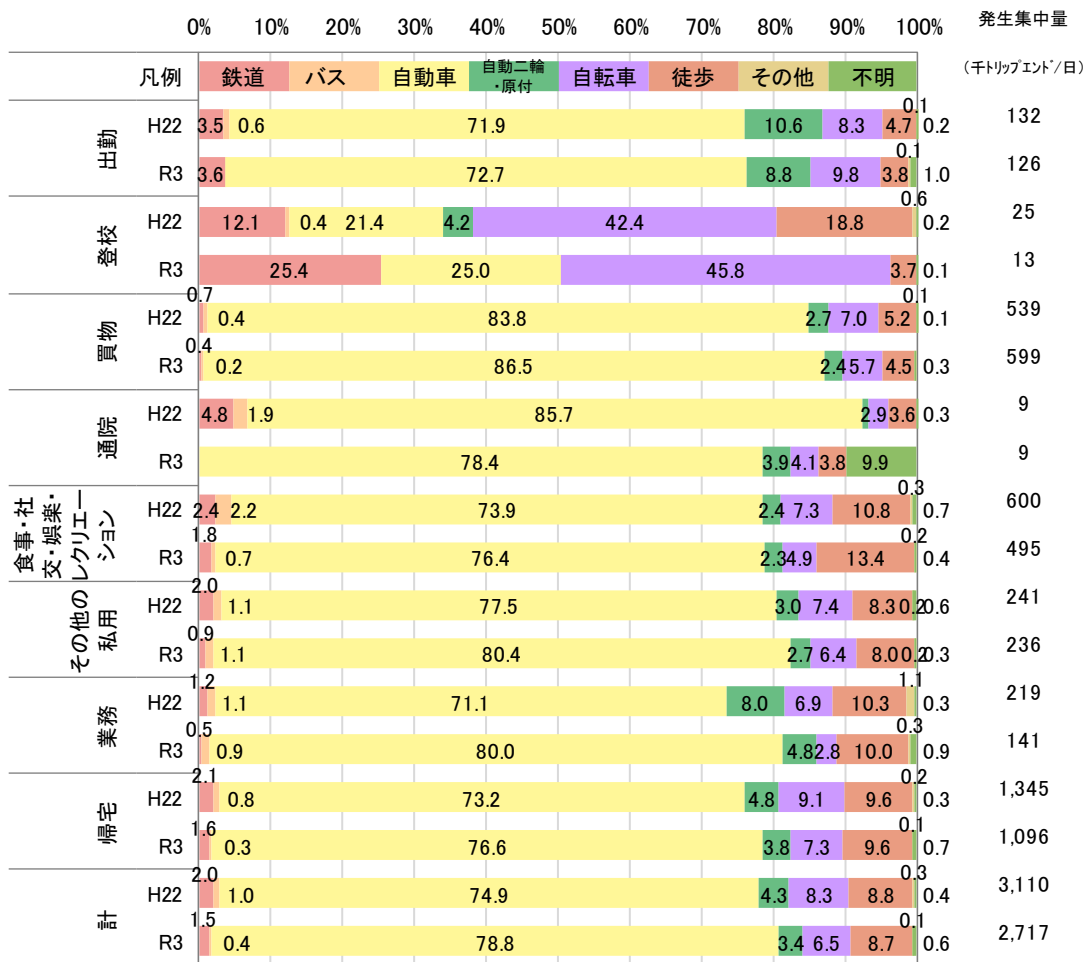 0% 10% 20% 30% 40% 50% 60% 70% 80% 90% 100% 発生集中量
凡例 鉄道 バス 自動車 自動二輪・原付 自転車 徒歩 その他 不明 (千トリップエンド/日)
出勤
H22 3.5 0.6 71.9 10.6 8.3 4.7 0.1 0.2 132
R3 3.6 72.7 8.8 9.8 3.8 0.1 1.0 126
登校
H22 12.1 0.4 21.4 4.2 42.4 18.8 0.6 0.2 25
R3 25.4 25.0 45.8 3.7 0.1 13
買物
H22 0.7 0.4 83.8 2.7 7.0 5.2 0.1 0.1 539
R3 0.4 0.2 86.5 2.4 5.7 4.5 0.3 599
通院
H22 4.8 1.9 85.7 2.9 3.6 0.3 9
R3 78.4 3.9 4.1 3.8 9.9 9
食事・社
交・娯楽・
レクリエー
ション
H22 2.4 2.2 73.9 2.4 7.3 10.8 0.3 0.7 600
R3 1.8 0.7 76.4 2.3 4.9 13.4 0.2 0.4 495
その他の
私用
H22 2.0 1.1 77.5 3.0 7.4 8.3 0.2 0.6 241
R3 0.9 1.1 80.4 2.7 6.4 8.0 0.2 0.3 236
業務
H22 1.2 1.1 71.1 8.0 6.9 10.3 1.1 0.3 219
R3 0.5 0.9 80.0 4.8 2.8 10.0 0.3 0.9 141
帰宅
H22 2.1 0.8 73.2 4.8 9.1 9.6 0.2 0.3 1,345
R3 1.6 0.3 76.6 3.8 7.3 9.6 0.1 0.7 1,096
計
H22 2.0 1.0 74.9 4.3 8.3 8.8 0.3 0.4 3,110
R3 1.5 0.4 78.8 3.4 6.5 8.7 0.1 0.6 2,717